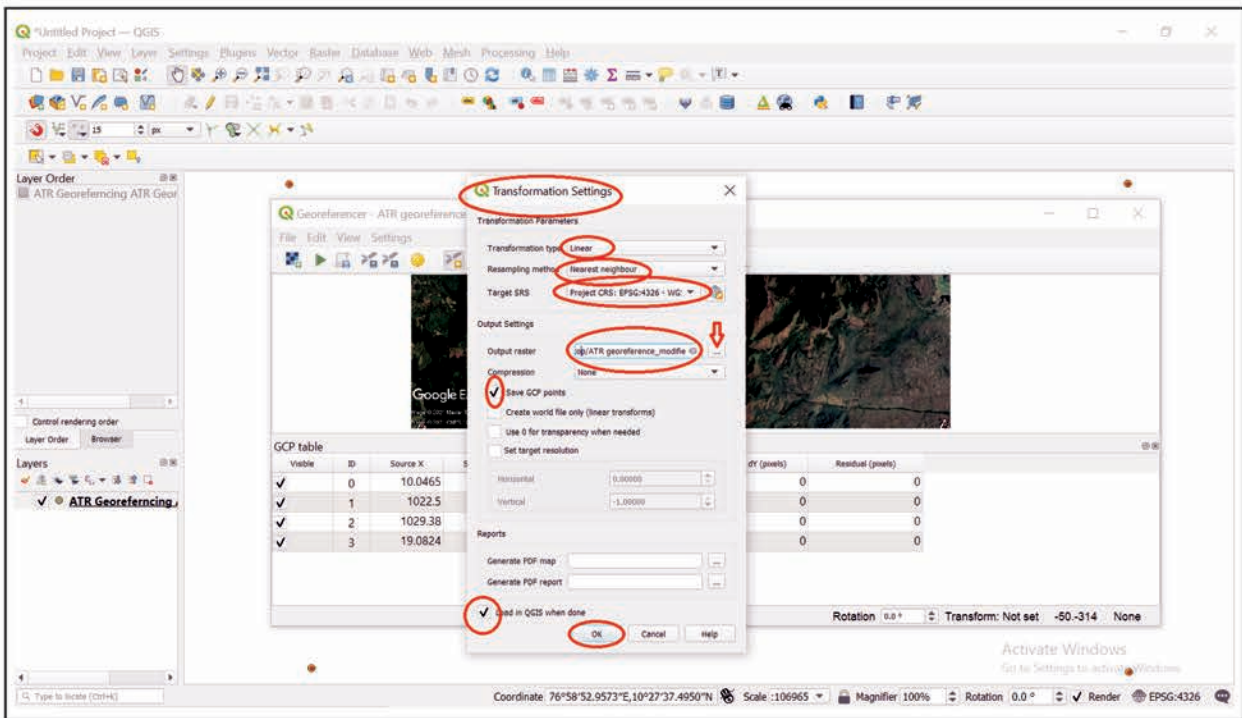 *Untitled Project — QGIS
Project Edit View Layer Settings Plugins Vector Raster Database Web Mesh Processing Help
15 px
Layer Order
ATR Georeferncing ATR Geor
Control rendering order
Layer Order Browser
Layers
ATR Georeferncing
Georeferencer - ATR georeference
File Edit View Settings
Google E
GCP table
Visible ID Source X dY (pixels) Residual (pixels)
0 10.0465 0 0
1 1022.5 0 0
2 1029.38 0 0
3 19.0824 0 0
Rotation 0.0 ° Transform: Not set -50,-314 None
Transformation Settings
Transformation Parameters
Transformation type Linear
Resampling method Nearest neighbour
Target SRS Project CRS: EPSG:4326 - WG
Output Settings
Output raster op/ATR georeference_modifie ...
Compression None
Save GCP points
Create world file only (linear transforms)
Use 0 for transparency when needed
Set target resolution
Horizontal 0.00000
Vertical -1.00000
Reports
Generate PDF map ...
Generate PDF report ...
Load in QGIS when done
OK Cancel Help
Activate Windows
Go to Settings to activate Windows.
Type to locate (Ctrl+K)
Coordinate 76°58'52.9573"E,10°27'37.4950"N Scale :106965 Magnifier 100% Rotation 0.0 ° Render EPSG:4326